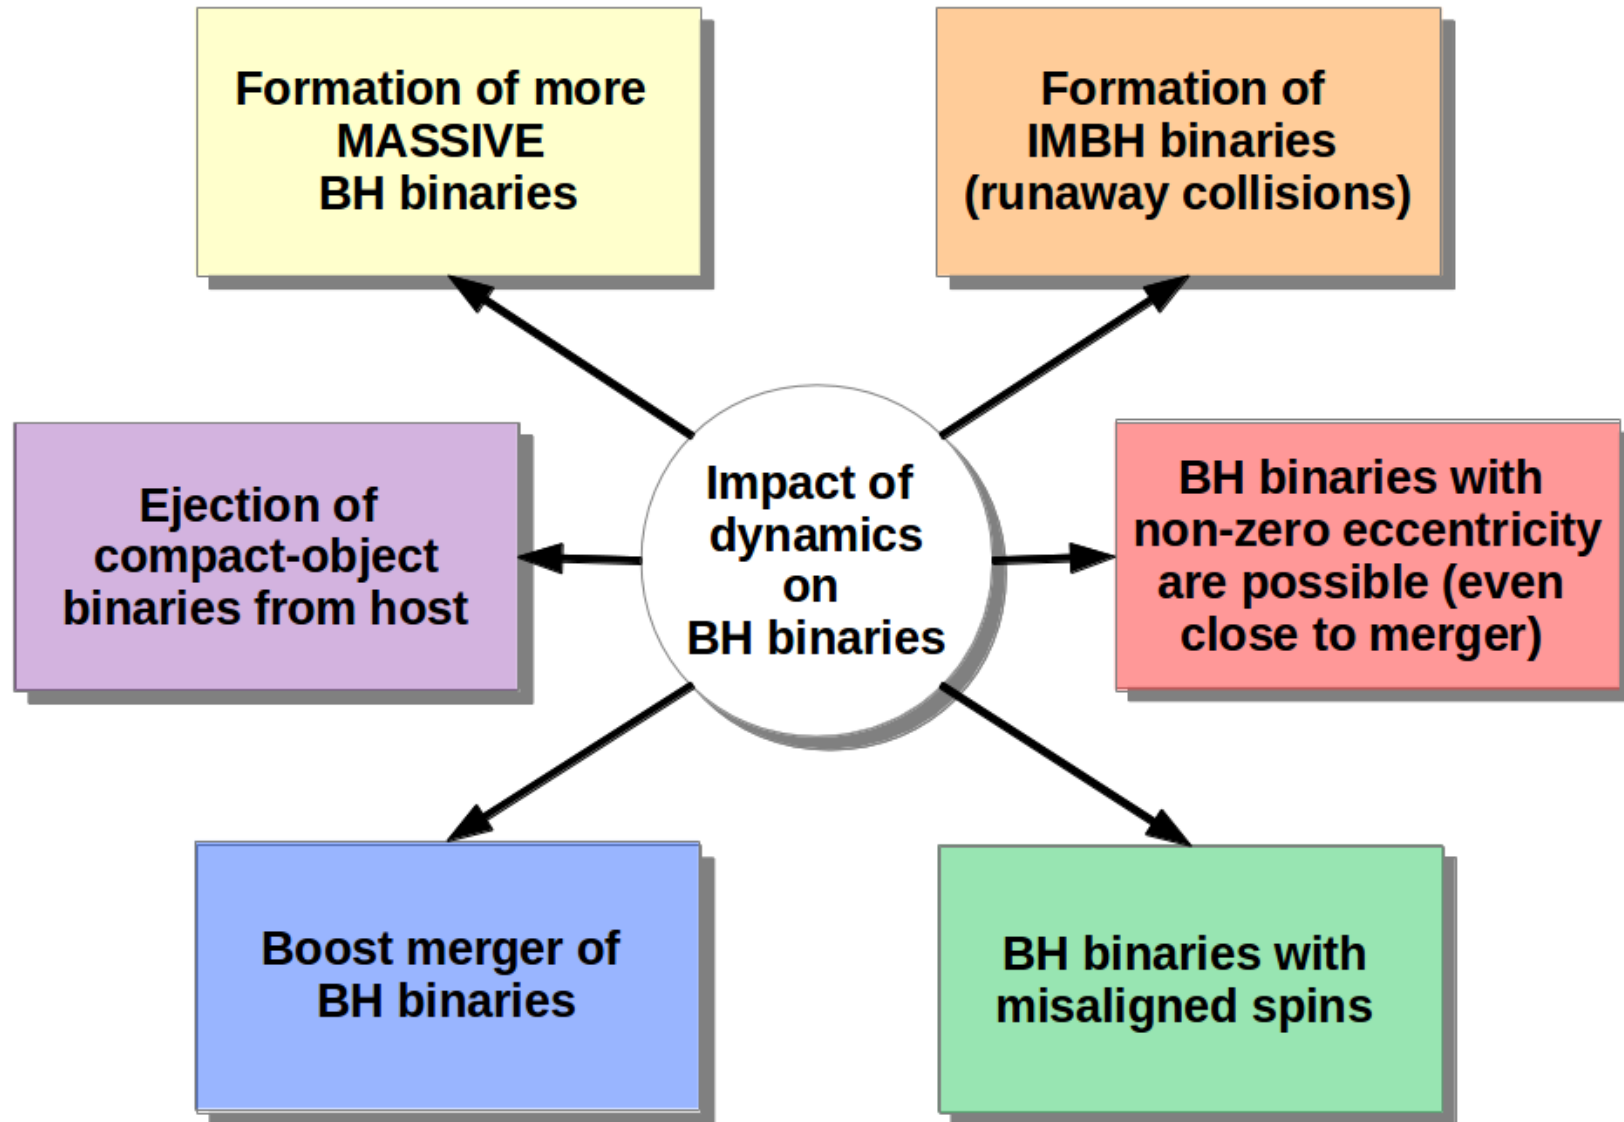 Formation of more
MASSIVE
BH binaries
Formation of
IMBH binaries
(runaway collisions)
Ejection of
compact-object
binaries from host
Impact of
dynamics
on
BH binaries
BH binaries with
non-zero eccentricity
are possible (even
close to merger)
Boost merger of
BH binaries
BH binaries with
misaligned spins